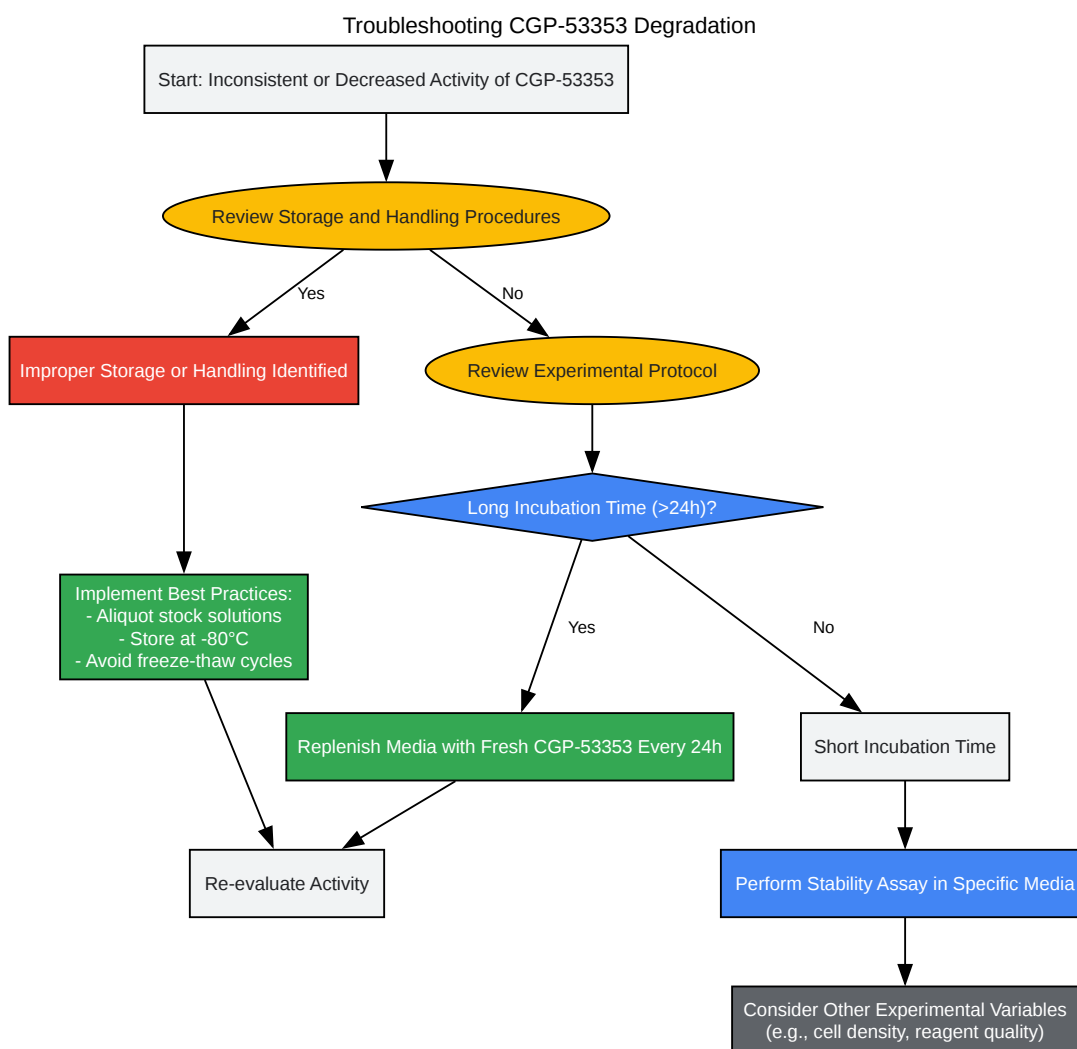 Troubleshooting CGP-53353 Degradation
Start: Inconsistent or Decreased Activity of CGP-53353
Review Storage and Handling Procedures
Yes
No
Improper Storage or Handling Identified
Review Experimental Protocol
Long Incubation Time (>24h)?
Implement Best Practices:
- Aliquot stock solutions
- Store at -80°C
- Avoid freeze-thaw cycles
Yes
No
Replenish Media with Fresh CGP-53353 Every 24h
Short Incubation Time
Re-evaluate Activity
Perform Stability Assay in Specific Media
Consider Other Experimental Variables
(e.g., cell density, reagent quality)